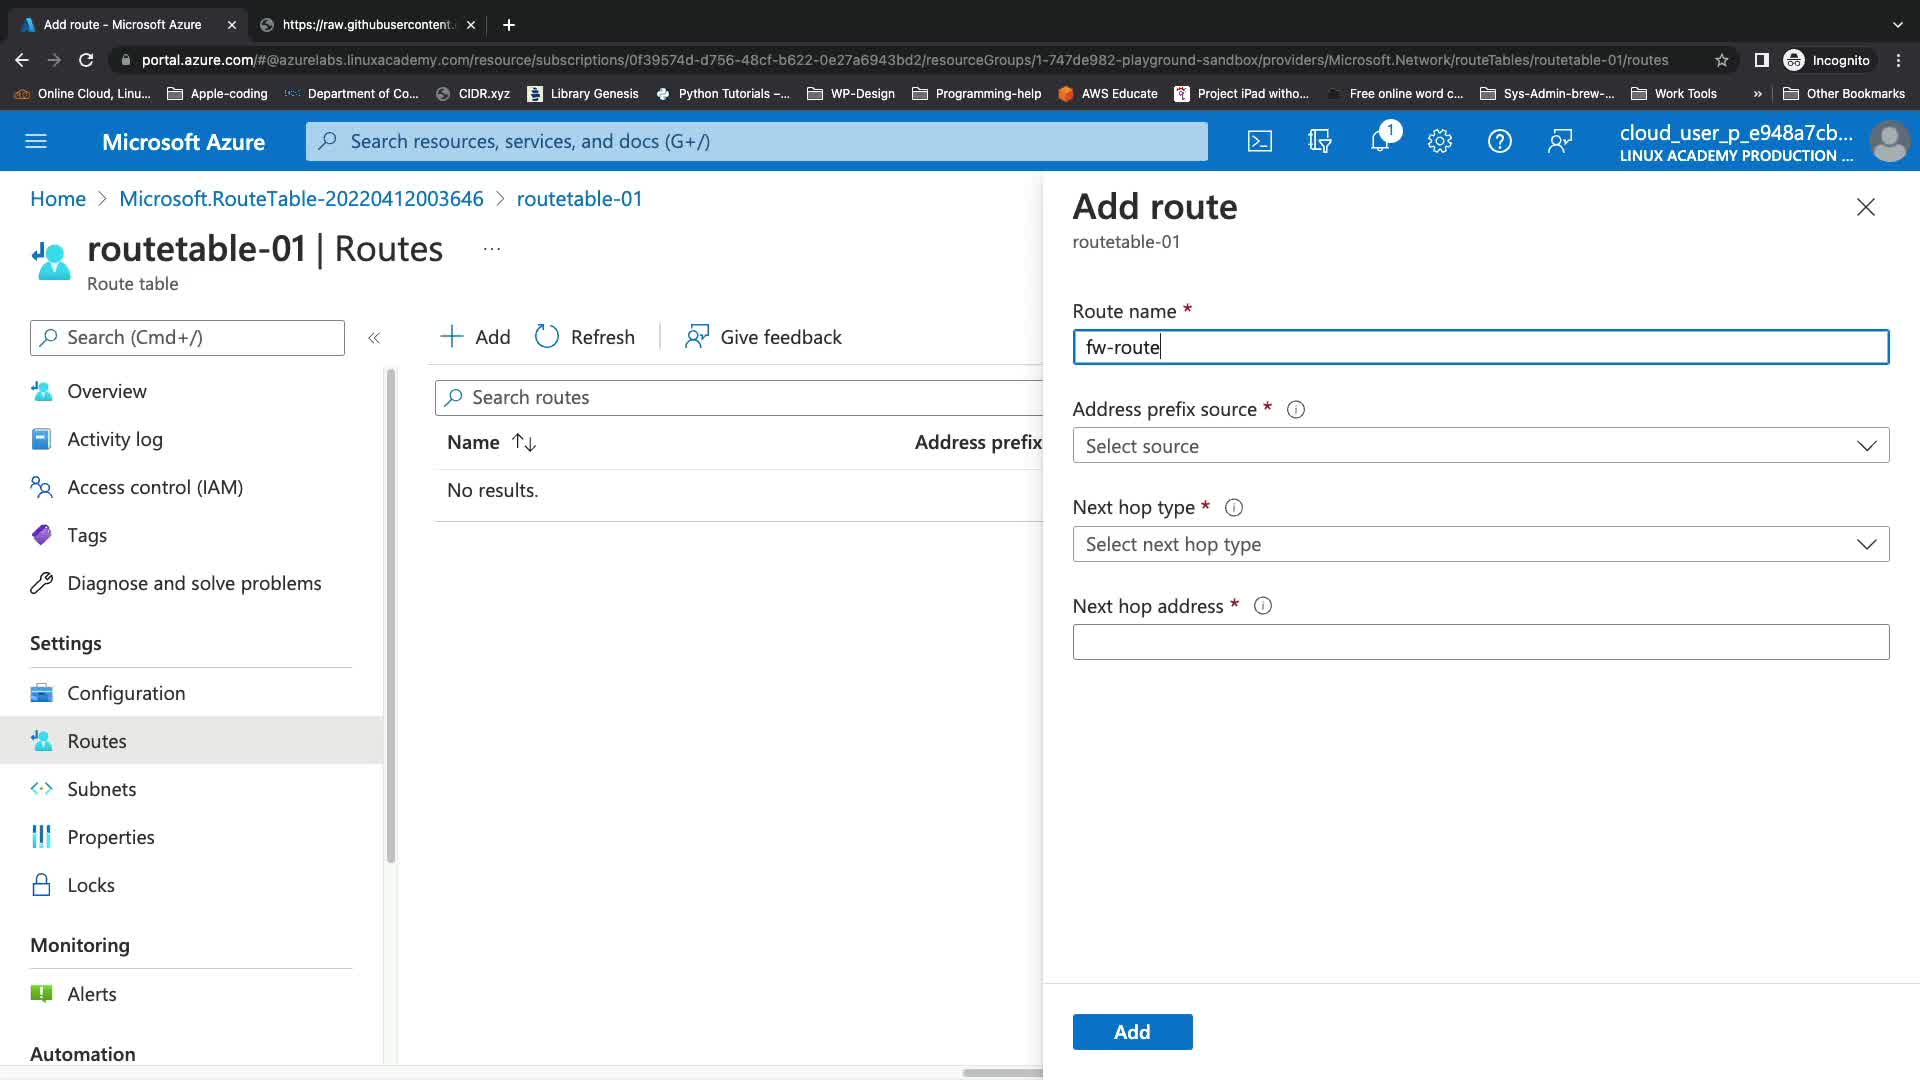 Add route - Microsoft Azure
https://raw.githubusercontent.
portal.azure.com/#@azurelabs.linuxacademy.com/resource/subscriptions/0f39574d-d756-48cf-b622-0e27a6943bd2/resourceGroups/1-747de982-playground-sandbox/providers/Microsoft.Network/routeTables/routetable-01/routes
Incognito
Online Cloud, Linu...
Apple-coding
Department of Co...
CIDR.xyz
Library Genesis
Python Tutorials –...
WP-Design
Programming-help
AWS Educate
Project iPad witho...
Free online word c...
Sys-Admin-brew-...
Work Tools
»
Other Bookmarks
Microsoft Azure
Search resources, services, and docs (G+/)
1
cloud_user_p_e948a7cb...
LINUX ACADEMY PRODUCTION ...
Home > Microsoft.RouteTable-20220412003646 > routetable-01
routetable-01 | Routes ...
Route table
Search (Cmd+/)
«
Overview
Activity log
Access control (IAM)
Tags
Diagnose and solve problems
Settings
Configuration
Routes
Subnets
Properties
Locks
Monitoring
Alerts
Automation
Add
Refresh
Give feedback
Search routes
Name
Address prefix
No results.
Add route
routetable-01
Route name *
fw-route
Address prefix source *
Select source
Next hop type *
Select next hop type
Next hop address *
Add